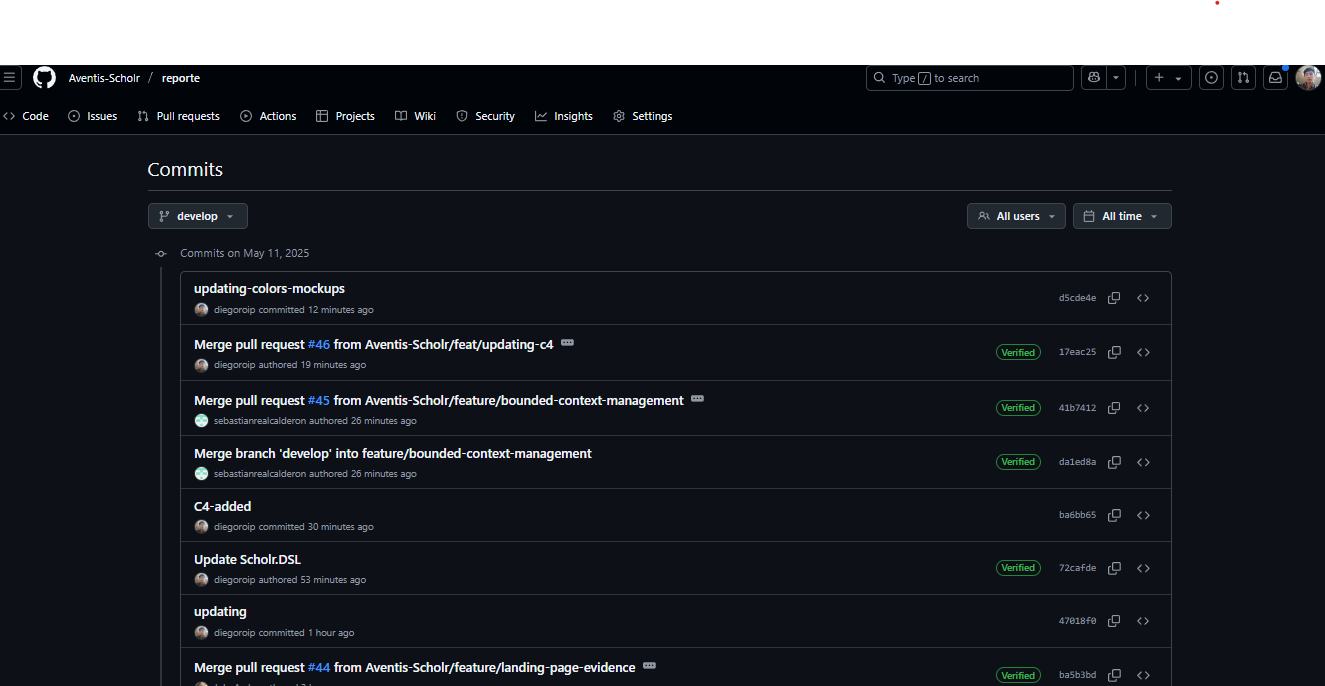 Aventis-Scholr / reporte
Type / to search
Code Issues Pull requests Actions Projects Wiki Security Insights Settings
Commits
develop All users All time
Commits on May 11, 2025
updating-colors-mockups
diegoroip committed 12 minutes ago
d5cde4e
Merge pull request #46 from Aventis-Scholr/feat/updating-c4
diegoroip authored 19 minutes ago
Verified 17eac25
Merge pull request #45 from Aventis-Scholr/feature/bounded-context-management
sebastianrealcalderon authored 26 minutes ago
Verified 41b7412
Merge branch 'develop' into feature/bounded-context-management
sebastianrealcalderon authored 26 minutes ago
Verified da1ed8a
C4-added
diegoroip committed 30 minutes ago
ba6bb65
Update Scholr.DSL
diegoroip authored 53 minutes ago
Verified 72cafde
updating
diegoroip committed 1 hour ago
47018f0
Merge pull request #44 from Aventis-Scholr/feature/landing-page-evidence
Verified ba5b3bd